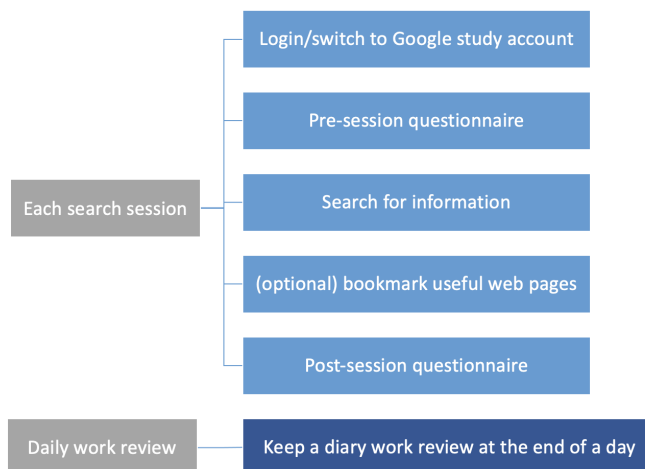 Login/switch to Google study account
Pre-session questionnaire
Each search session
Search for information
(optional) bookmark useful web pages
Post-session questionnaire
Daily work review
Keep a diary work review at the end of a day